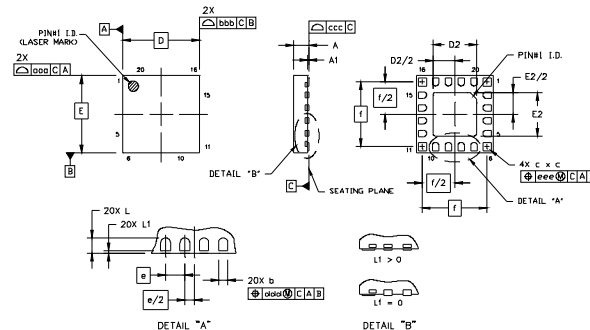 2X
bbb C B
ccc C
A
D
PIN#1 I.D.
(LASER MARK)
2X
aaa C A
A
A1
D2
D2/2
PIN#1 I.D.
1
20
16
15
5
11
6
10
E
B
16
20
1
15
5
11
10
6
f/2
f
E2/2
E2
4X c x c
eee M C A B
DETAIL "B"
C
SEATING PLANE
f/2
f
DETAIL "A"
20X L
20X L1
e
e/2
20X b
ddd M C A B
DETAIL "A"
L1 > 0
L1 = 0
DETAIL "B"